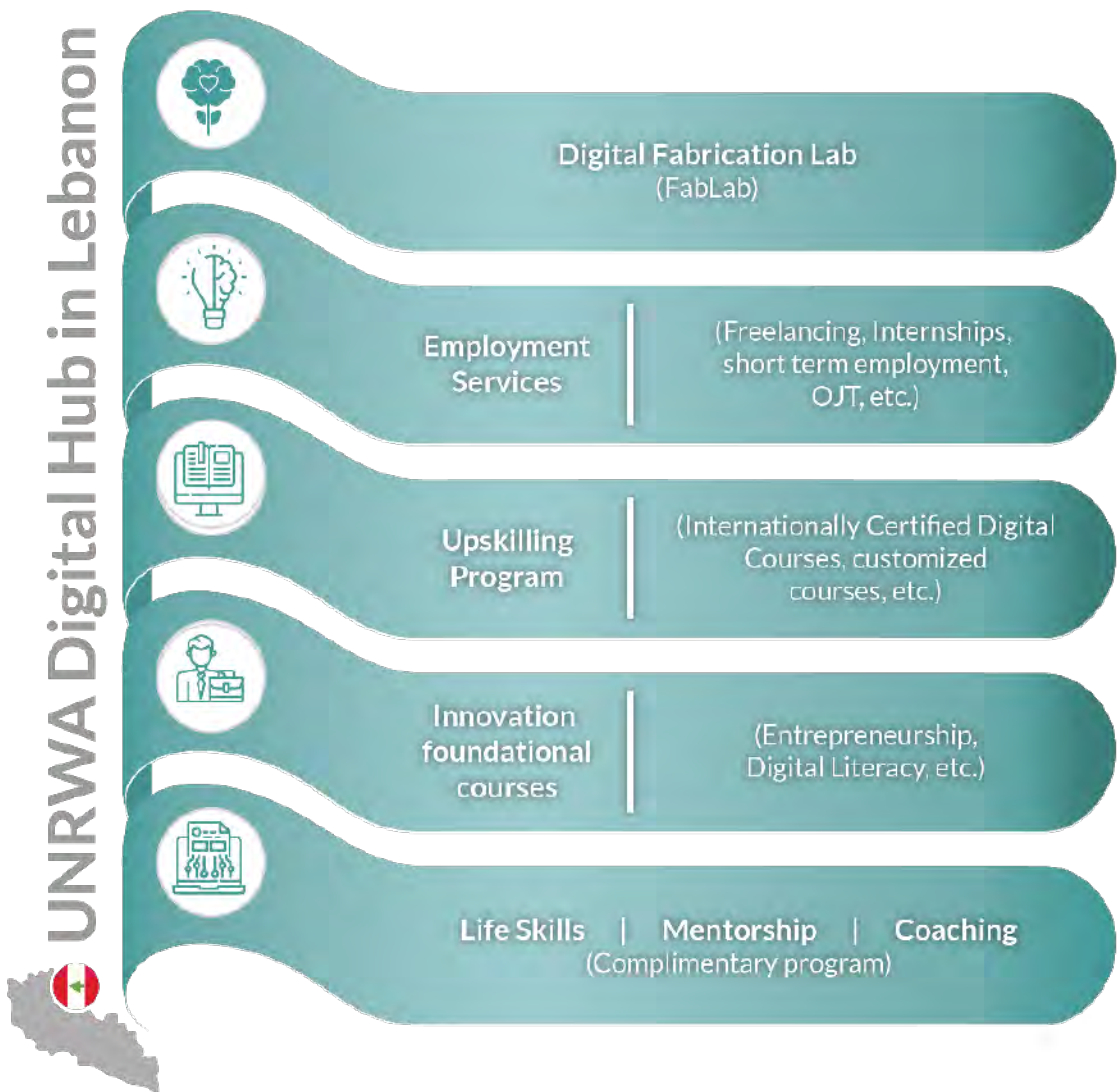 UNRWA Digital Hub in Lebanon
Digital Fabrication Lab
(FabLab)
Employment
Services
(Freelancing, Internships,
short term employment,
OJT, etc.)
Upskilling
Program
(Internationally Certified Digital
Courses, customized
courses, etc.)
Innovation
foundational
courses
(Entrepreneurship,
Digital Literacy, etc.)
Life Skills | Mentorship | Coaching
(Complimentary program)